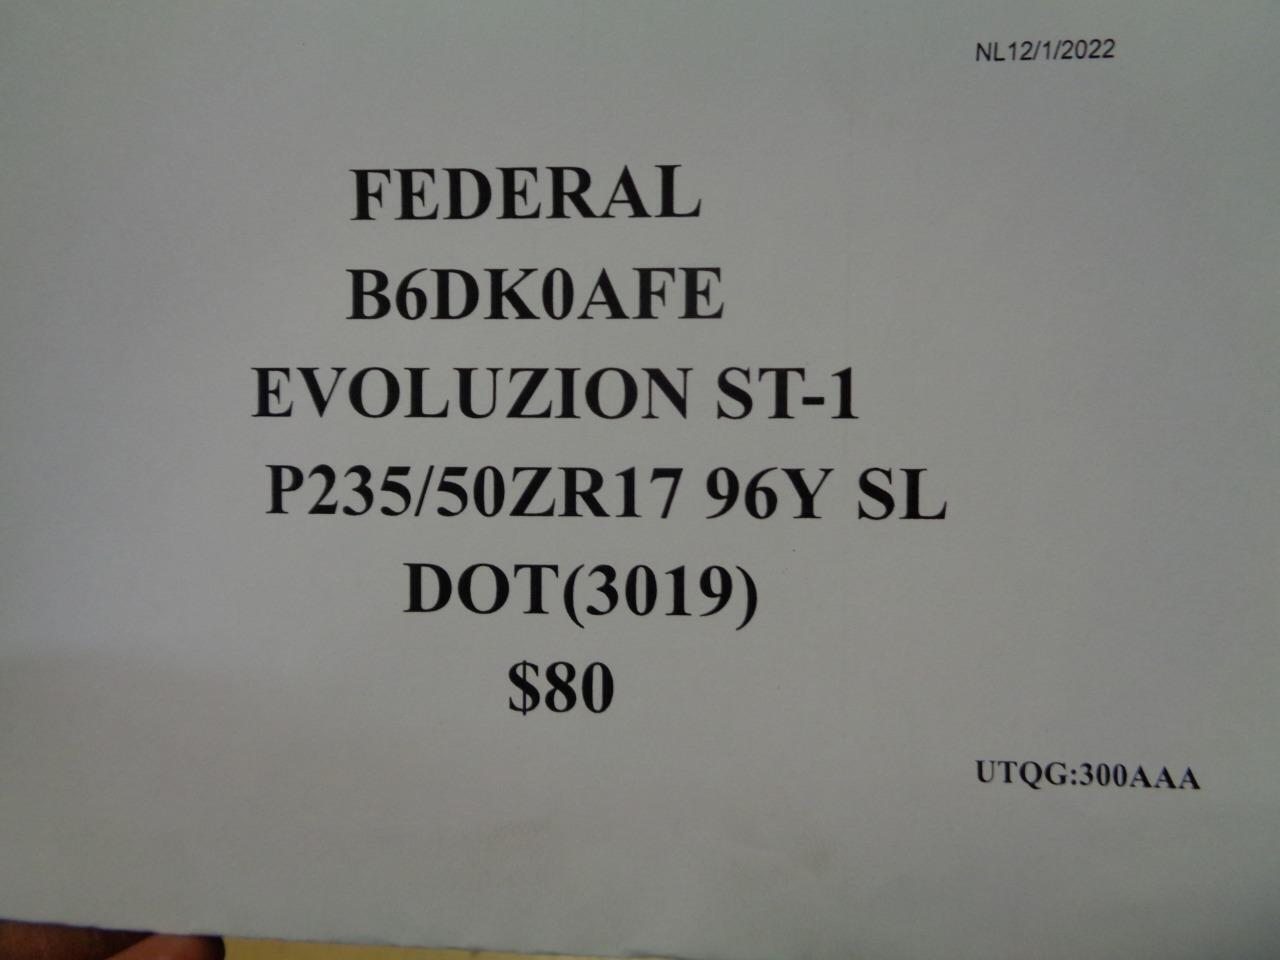 NL12/1/2022
FEDERAL
B6DK0AFE
EVOLUZION ST-1
P235/50ZR17 96Y SL
DOT(3019)
$80
UTQG:300AAA